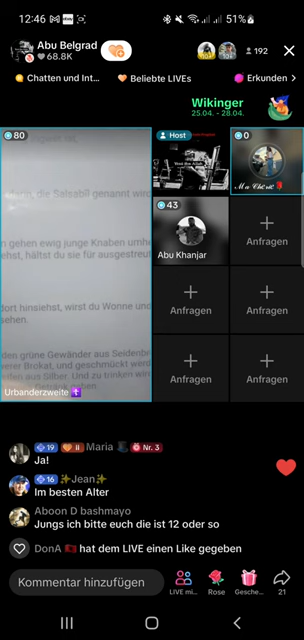 12:46
51%
Abu Belgrad
68.8K
192
Chatten und Int...
Beliebte LIVEs
Erkunden >
Wikinger
25.04. - 28.04.
80
Host
0
die Salsabil genannt wird
gehen ewig junge Knaben umhe
ehst, hältst du sie für ausgestreut
43
Abu Khanjar
Anfragen
Anfragen
dort hinsiehst, wirst du Wonne und
sehen.
Anfragen
Anfragen
den grüne Gewänder aus Seidenbr
erer Brokat, und geschmückt werd
aus Silber. Und zu trinken
Urbanderzweite
Anfragen
Anfragen
19 II Maria Nr. 3
Ja!
16 Jean
Im besten Alter
Aboon D bashmayo
Jungs ich bitte euch die ist 12 oder so
DonA hat dem LIVE einen Like gegeben
Kommentar hinzufügen
LIVE mi...
Rose
Gesche...
21